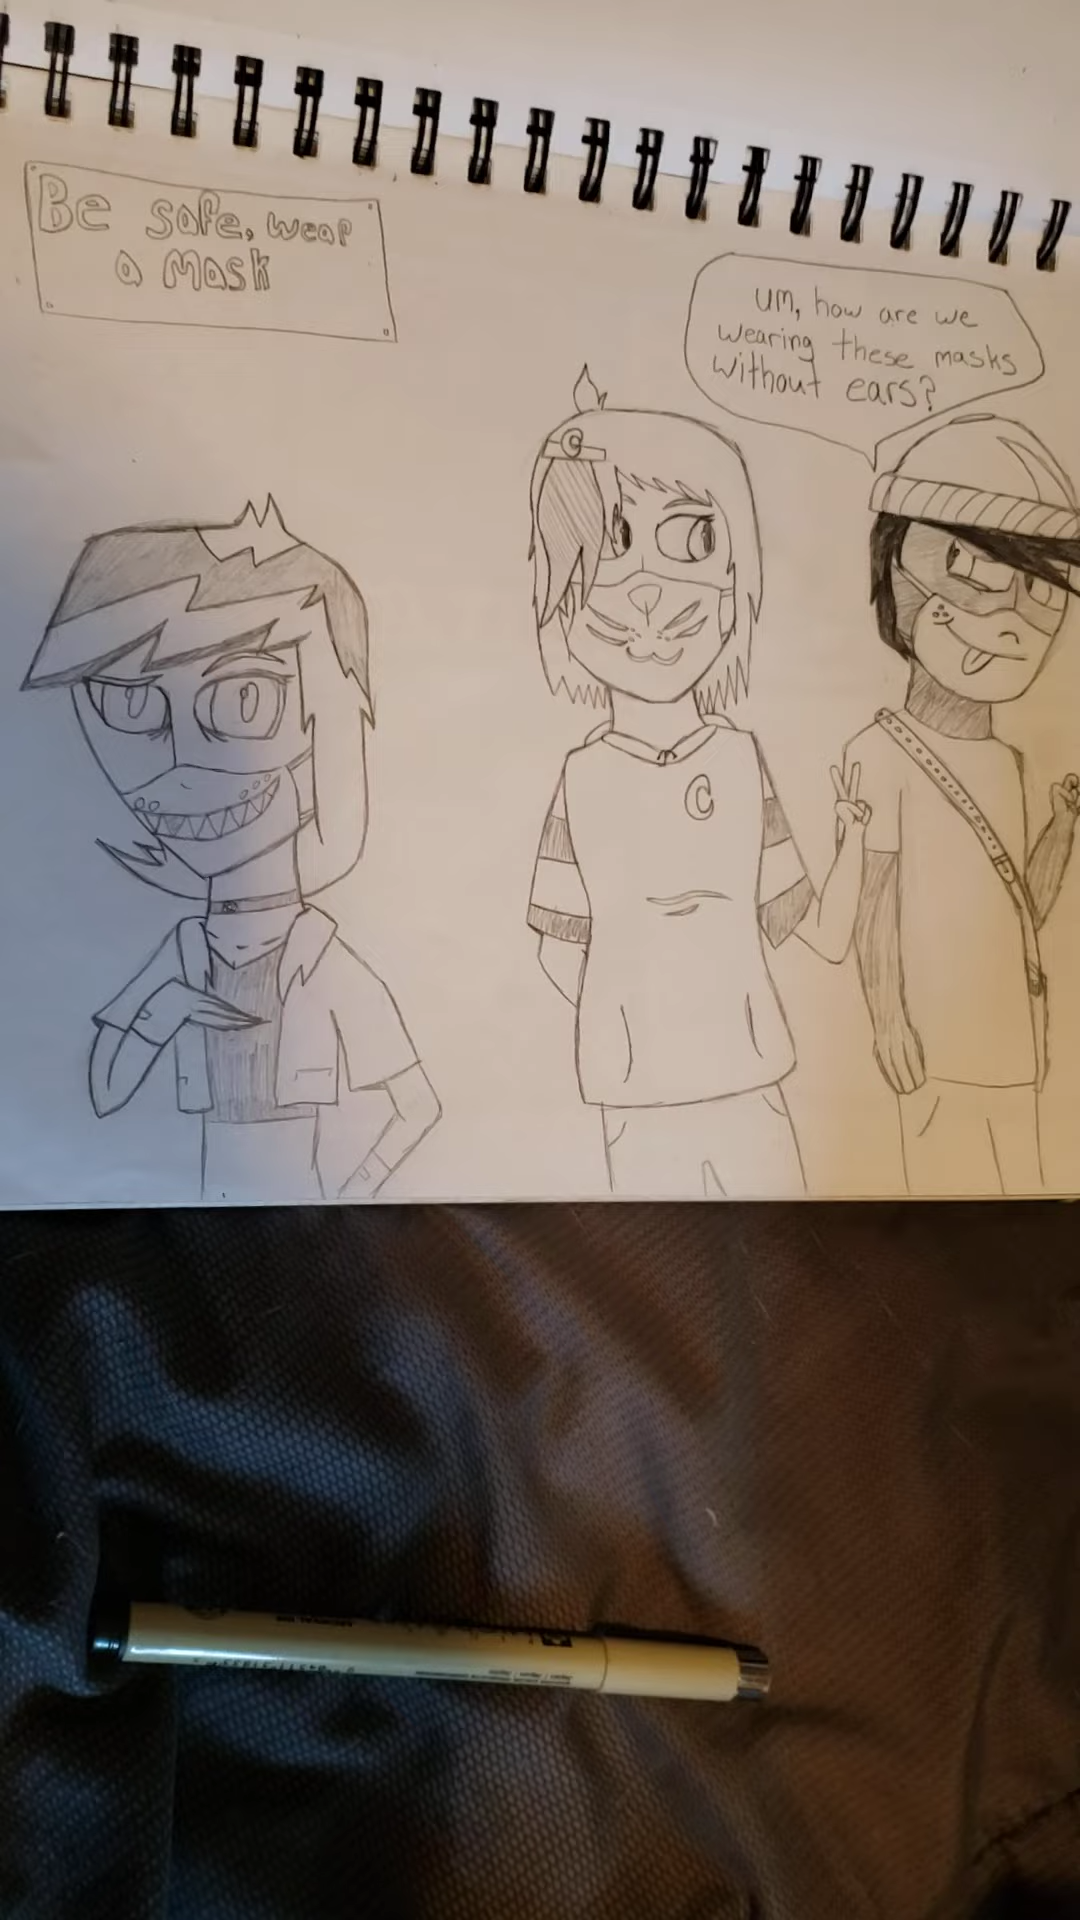 Be safe, wear
a Mask
um, how are we
wearing these masks
without ears?
C
C